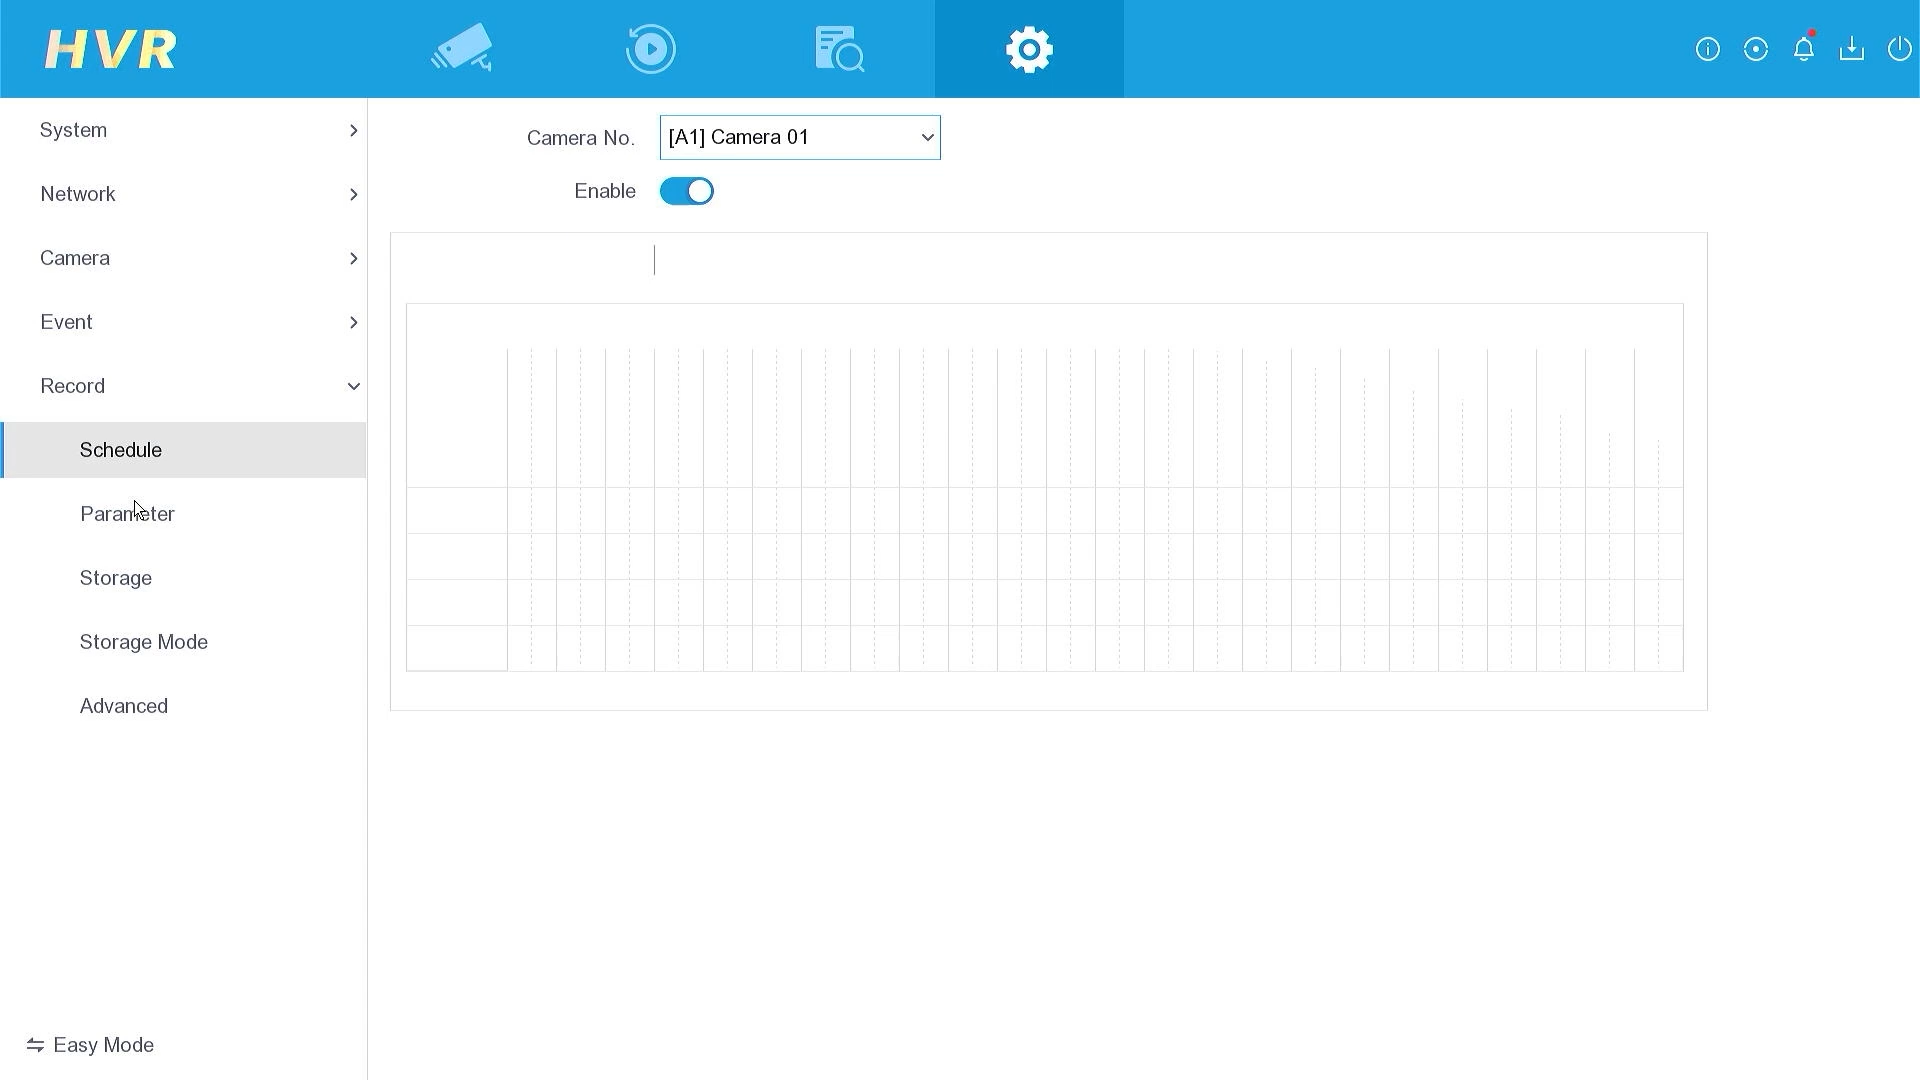 HVR
System
Network
Camera
Event
Record
Schedule
Parameter
Storage
Storage Mode
Advanced
Easy Mode
Camera No. [A1] Camera 01
Enable